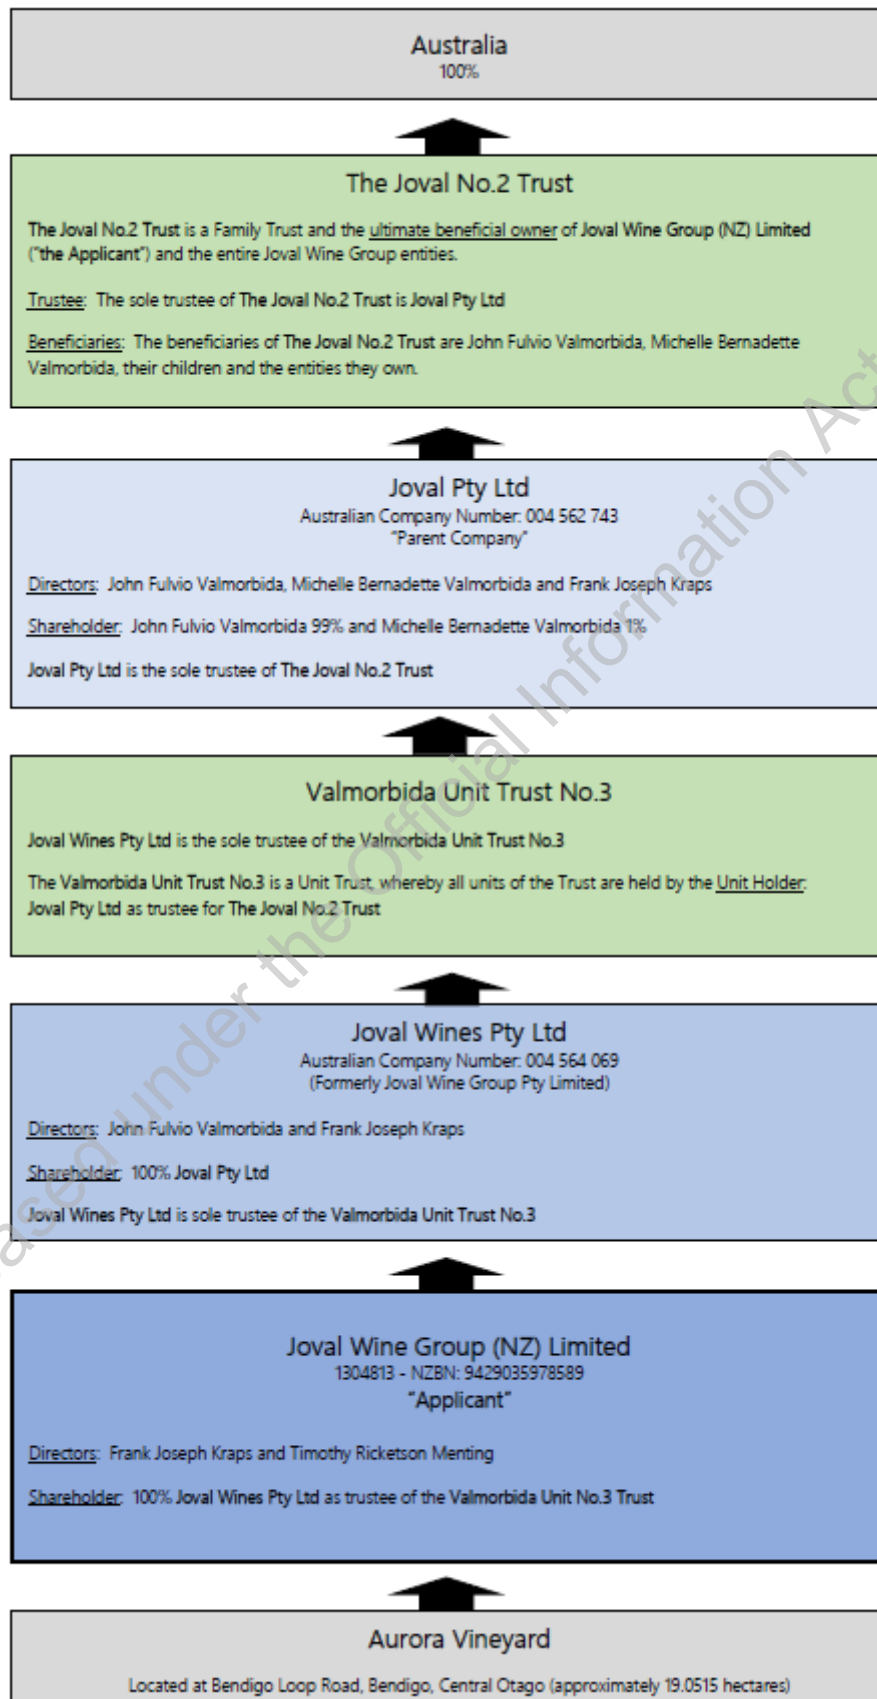 Australia
100%
The Joval No.2 Trust
The Joval No.2 Trust is a Family Trust and the ultimate beneficial owner of Joval Wine Group (NZ) Limited
("the Applicant") and the entire Joval Wine Group entities.
Trustee: The sole trustee of The Joval No.2 Trust is Joval Pty Ltd
Beneficiaries: The beneficiaries of The Joval No.2 Trust are John Fulvio Valmorbida, Michelle Bernadette
Valmorbida, their children and the entities they own.
Joval Pty Ltd
Australian Company Number: 004 562 743
"Parent Company"
Directors: John Fulvio Valmorbida, Michelle Bernadette Valmorbida and Frank Joseph Kraps
Shareholder: John Fulvio Valmorbida 99% and Michelle Bernadette Valmorbida 1%
Joval Pty Ltd is the sole trustee of The Joval No.2 Trust
Valmorbida Unit Trust No.3
Joval Wines Pty Ltd is the sole trustee of the Valmorbida Unit Trust No.3
The Valmorbida Unit Trust No.3 is a Unit Trust, whereby all units of the Trust are held by the Unit Holder:
Joval Pty Ltd as trustee for The Joval No.2 Trust
Joval Wines Pty Ltd
Australian Company Number: 004 564 069
(Formerly Joval Wine Group Pty Limited)
Directors: John Fulvio Valmorbida and Frank Joseph Kraps
Shareholder: 100% Joval Pty Ltd
Joval Wines Pty Ltd is sole trustee of the Valmorbida Unit Trust No.3
Joval Wine Group (NZ) Limited
1304813 - NZBN: 9429035978589
"Applicant"
Directors: Frank Joseph Kraps and Timothy Ricketson Menting
Shareholder: 100% Joval Wines Pty Ltd as trustee of the Valmorbida Unit No.3 Trust
Aurora Vineyard
Located at Bendigo Loop Road, Bendigo, Central Otago (approximately 19.0515 hectares)
ased under the Official Information Act